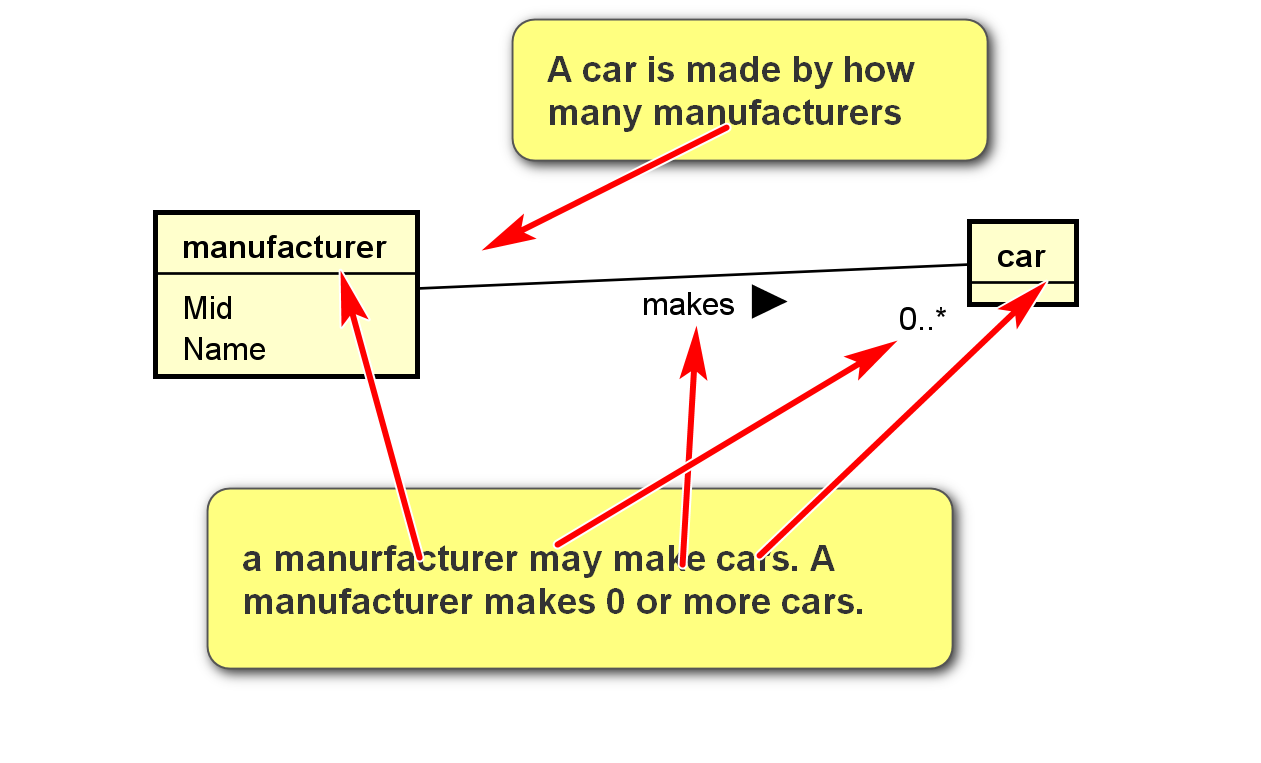 A car is made by how
many manufacturers
manufacturer
car
Mid
Name
makes
0..*
a manurfacturer may make cars. A
manufacturer makes 0 or more cars.